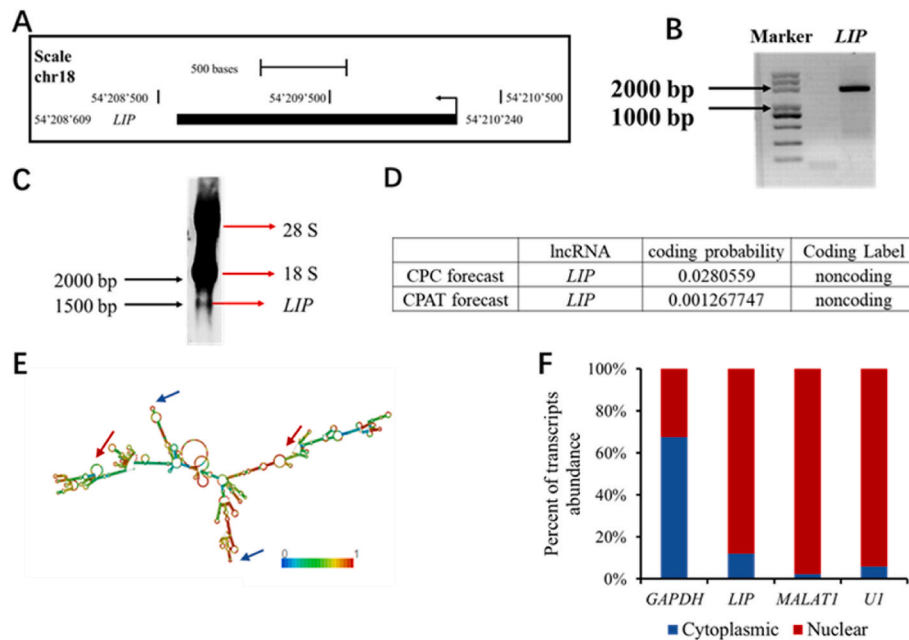 A
Scale
chr18
500 bases
54'208'500
54'209'500
54'210'500
54'208'609
LIP
54'210'240
B
Marker
LIP
2000 bp
1000 bp
C
28 S
18 S
2000 bp
1500 bp
LIP
D
lncRNA
coding probability
Coding Label
CPC forecast
LIP
0.0280559
noncoding
CPAT forecast
LIP
0.001267747
noncoding
E
0
1
F
Percent of transcripts
abundance
100%
80%
60%
40%
20%
0%
GAPDH
LIP
MALAT1
U1
Cytoplasmic
Nuclear